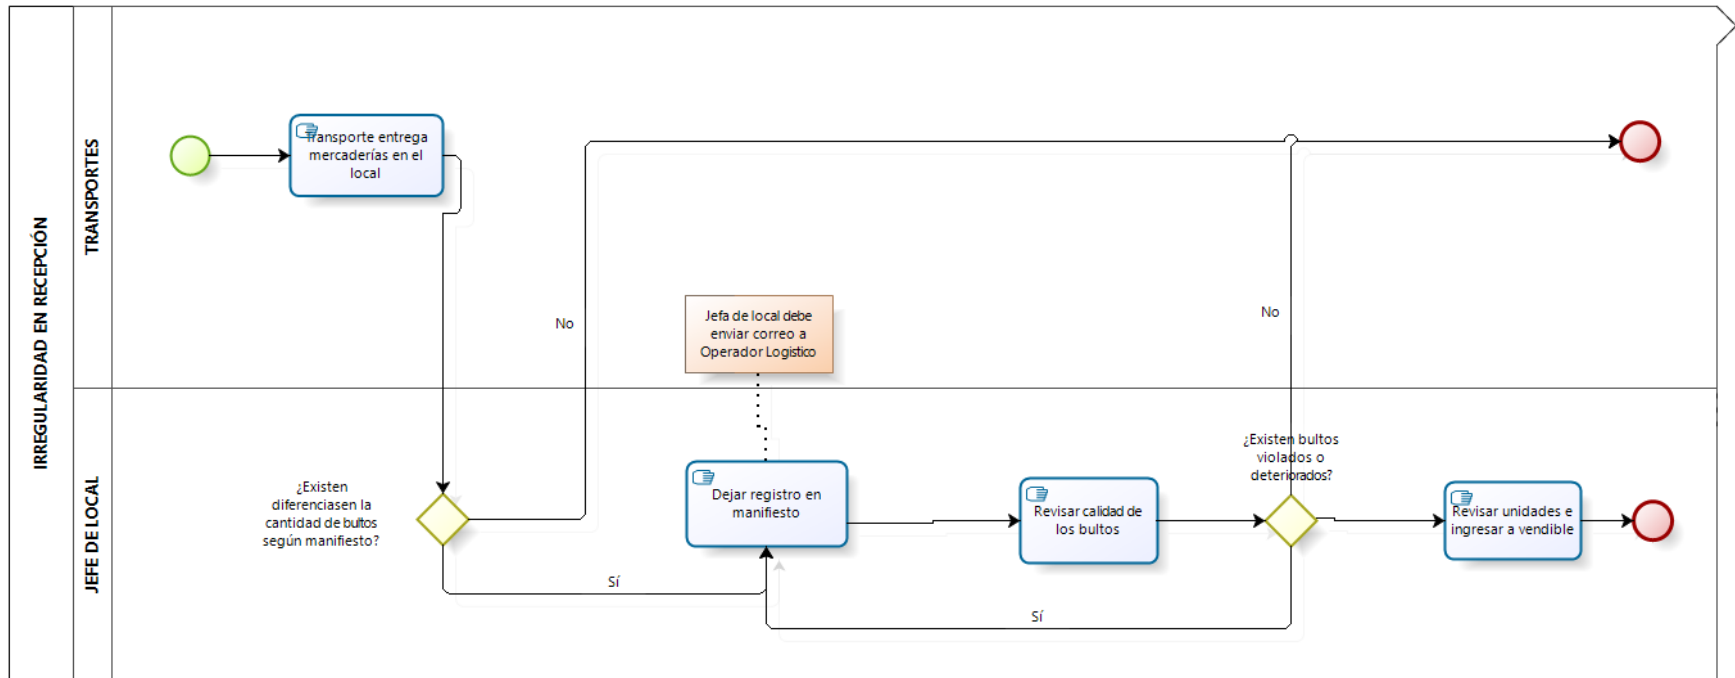 IRREGULARIDAD EN RECEPCIÓN
TRANSPORTES
Transporte entrega
mercaderías en el
local
No
Jefa de local debe
enviar correo a
Operador Logistico
No
JEFE DE LOCAL
¿Existen
diferenciasen la
cantidad de bultos
según manifiesto?
Sí
Dejar registro en
manifiesto
Revisar calidad de
los bultos
¿Existen bultos
violados o
deteriorados?
Sí
Revisar unidades e
ingresar a vendible